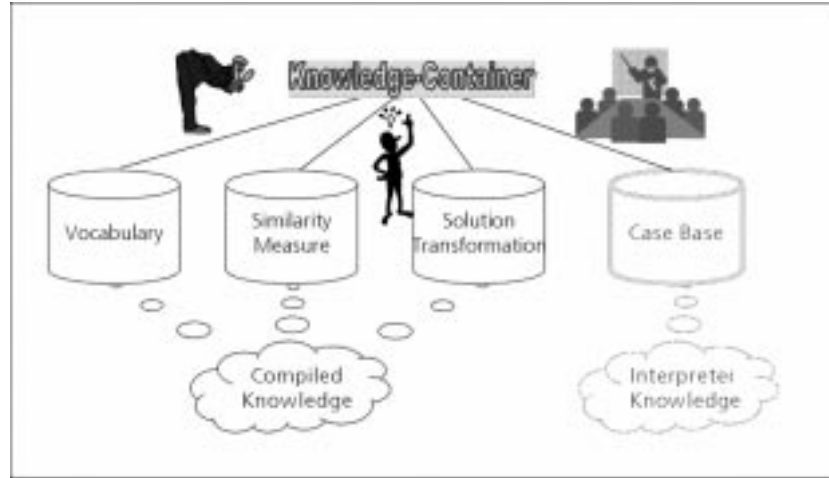 Knowledge-Container
Vocabulary
Similarity
Measure
Solution
Transformation
Case Base
Compiled
Knowledge
Interpreter
Knowledge